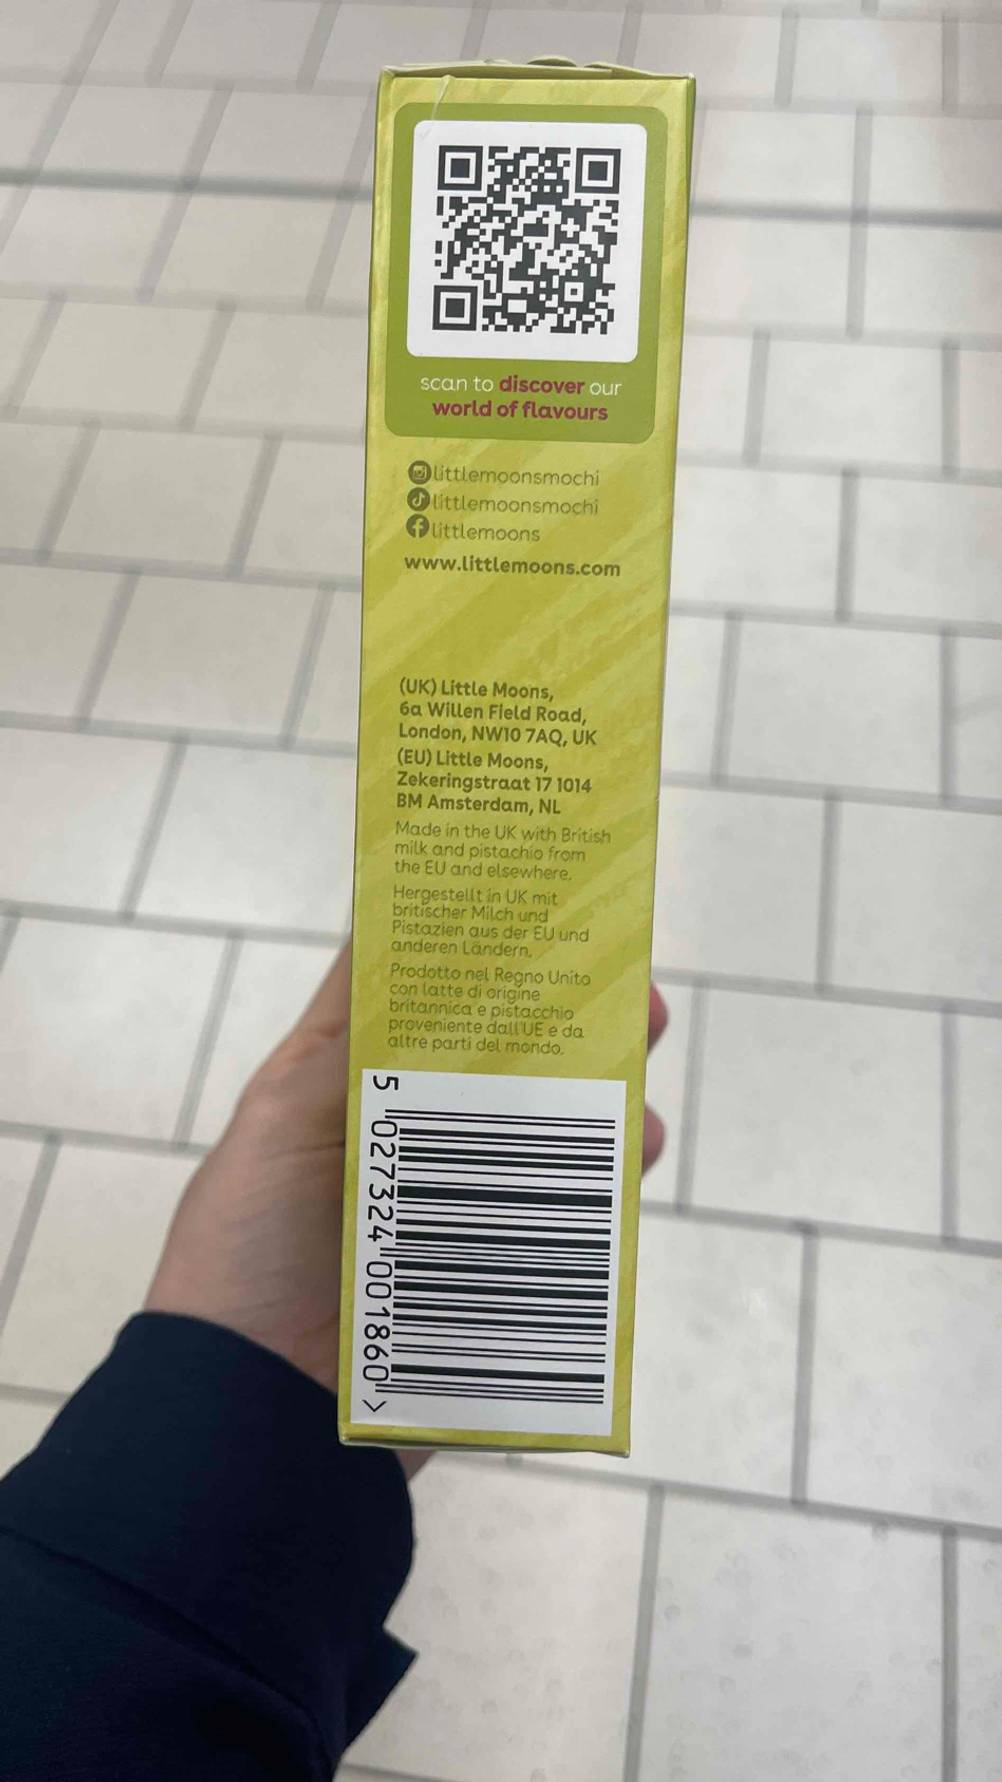 scan to discover our
world of flavours
littlemoonsmochi
littlemoonsmochi
littlemoons
www.littlemoons.com
(UK) Little Moons,
6a Willen Field Road,
London, NW10 7AQ, UK
(EU) Little Moons,
Zekeringstraat 17 1014
BM Amsterdam, NL
Made in the UK with British
milk and pistachio from
the EU and elsewhere.
Hergestellt in UK mit
britischer Milch und
Pistazien aus der EU und
anderen Ländern.
Prodotto nel Regno Unito
con latte di origine
britannica e pistacchio
proveniente dall'UE e da
altre parti del mondo.
5 027324 001860 >